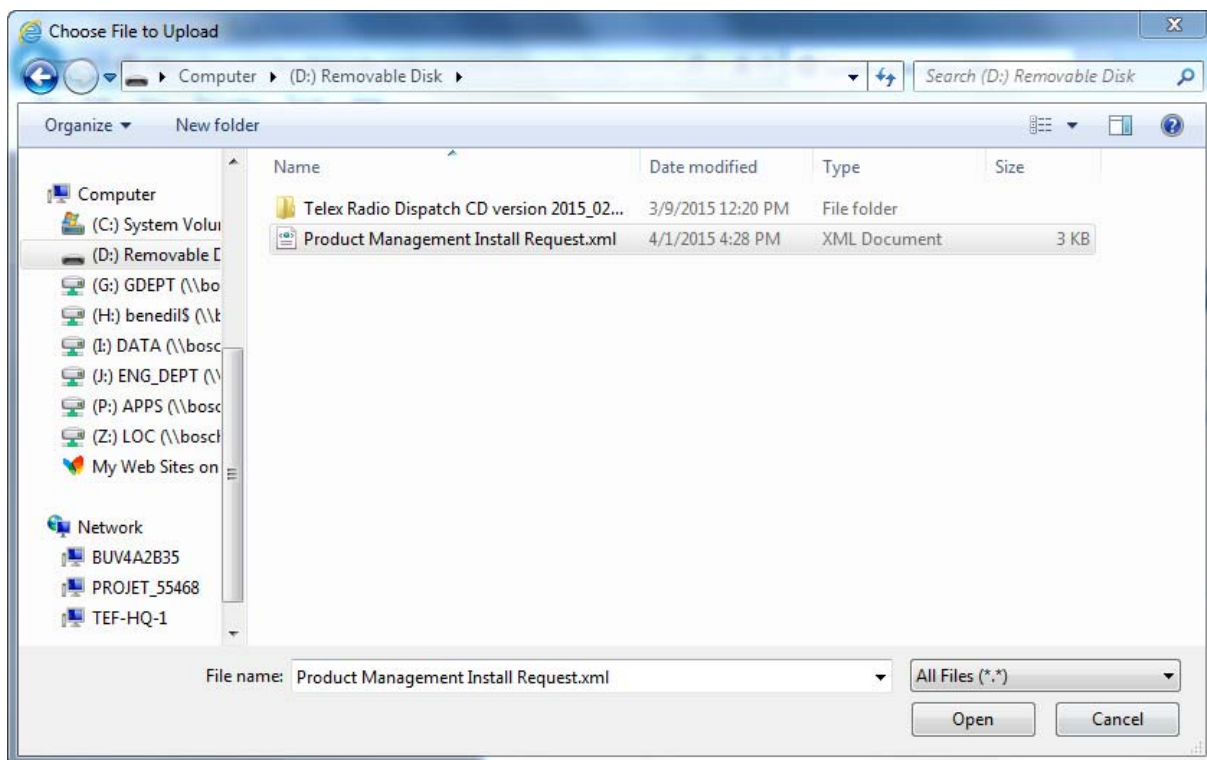 Choose File to Upload
Computer (D:) Removable Disk Search (D:) Removable Disk
Organize New folder
Name Date modified Type Size
Telex Radio Dispatch CD version 2015_02... 3/9/2015 12:20 PM File folder
Product Management Install Request.xml 4/1/2015 4:28 PM XML Document 3 KB
Computer
(C:) System Volu
(D:) Removable D
(G:) GDEPT (\\bo
(H:) benedil$ (\\b
(I:) DATA (\\bosc
(J:) ENG_DEPT (\\
(P:) APPS (\\bosc
(Z:) LOC (\\bosch
My Web Sites on
Network
BUV4A2B35
PROJET_55468
TEF-HQ-1
File name: Product Management Install Request.xml All Files (*.*)
Open Cancel